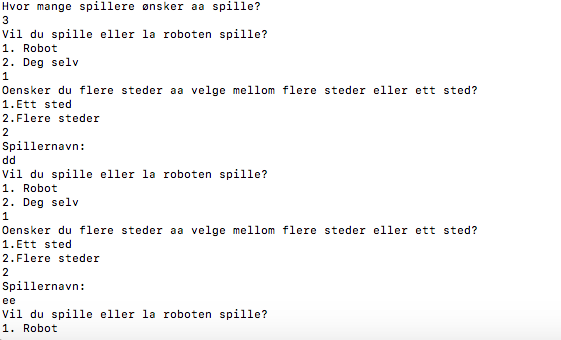 Hvor mange spillere ønsker aa spille?
3
Vil du spille eller la roboten spille?
1. Robot
2. Deg selv
1
Oensker du flere steder aa velge mellom flere steder eller ett sted?
1.Ett sted
2.Flere steder
2
Spillernavn:
dd
Vil du spille eller la roboten spille?
1. Robot
2. Deg selv
1
Oensker du flere steder aa velge mellom flere steder eller ett sted?
1.Ett sted
2.Flere steder
2
Spillernavn:
ee
Vil du spille eller la roboten spille?
1. Robot